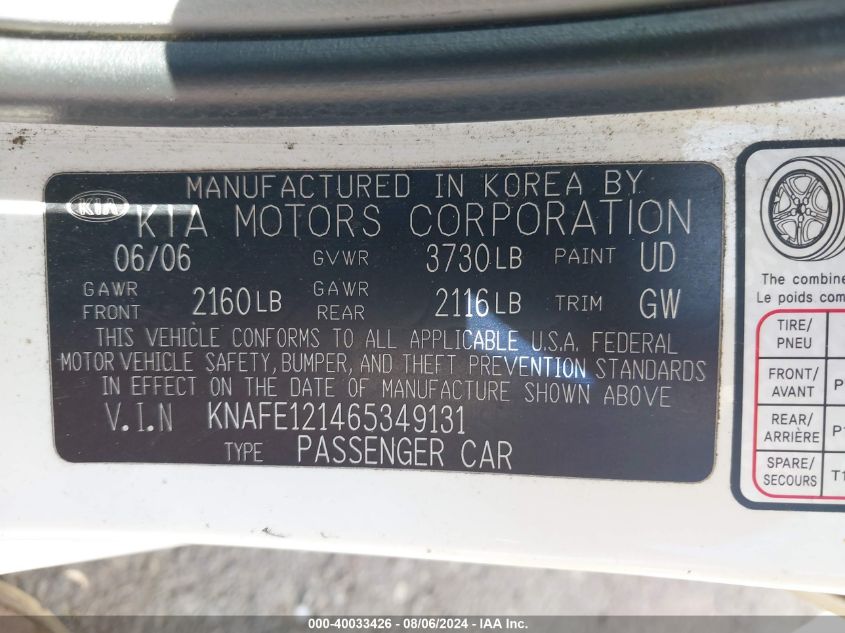 MANUFACTURED IN KOREA BY
KIA KIA MOTORS CORPORATION
06/06 GVWR 3730LB PAINT UD
GAWR FRONT 2160LB GAWR REAR 2116LB TRIM GW
THIS VEHICLE CONFORMS TO ALL APPLICABLE U.S.A. FEDERAL
MOTOR VEHICLE SAFETY, BUMPER, AND THEFT PREVENTION STANDARDS
IN EFFECT ON THE DATE OF MANUFACTURE SHOWN ABOVE
V.I.N KNAFE121465349131
TYPE PASSENGER CAR
The combine
Le poids com
TIRE/
PNEU
FRONT/
AVANT P
REAR/
ARRIÈRE P1
SPARE/
SECOURS T1
000-40033426 - 08/06/2024 - IAA Inc.